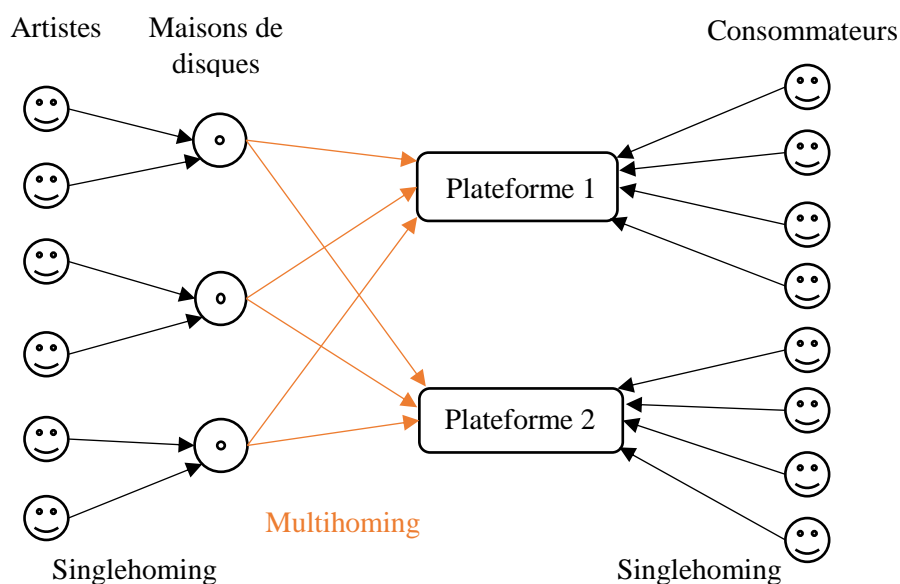 Artistes
Maisons de
disques
Consommateurs
Plateforme 1
Plateforme 2
Multihoming
Singlehoming
Singlehoming